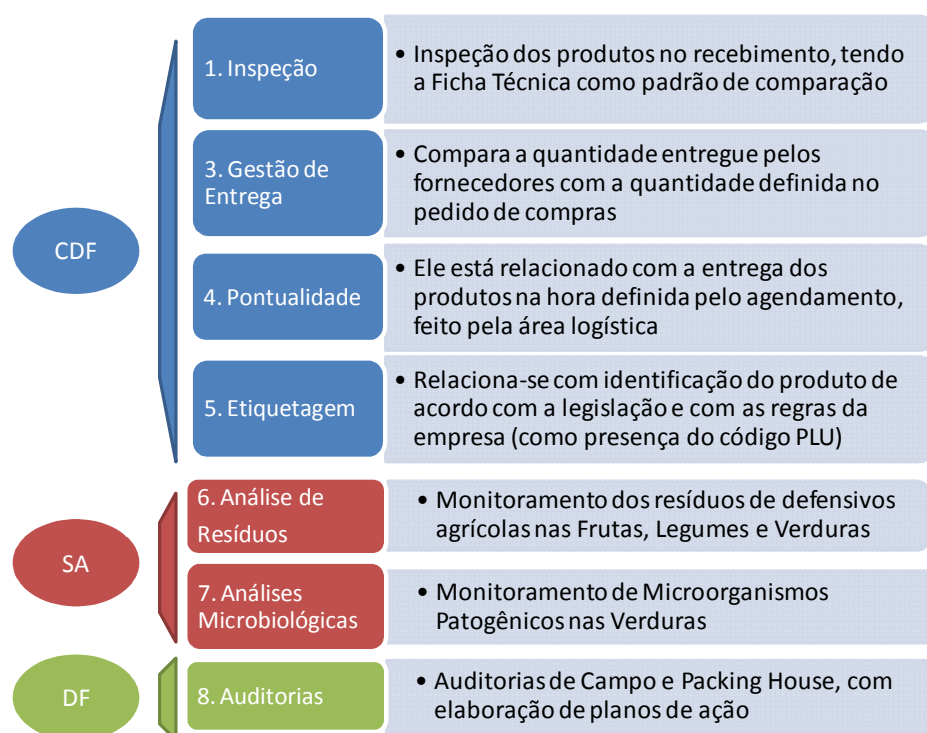 1. Inspeção
• Inspeção dos produtos no recebimento, tendo
a Ficha Técnica como padrão de comparação
3. Gestão de
Entrega
• Compara a quantidade entregue pelos
fornecedores com a quantidade definida no
pedido de compras
CDF
4. Pontualidade
• Ele está relacionado com a entrega dos
produtos na hora definida pelo agendamento,
feito pela área logística
5. Etiquetagem
• Relaciona-se com identificação do produto de
acordo com a legislação e com as regras da
empresa (como presença do código PLU)
SA
6. Análise de
Resíduos
• Monitoramento dos resíduos de defensivos
agrícolas nas Frutas, Legumes e Verduras
7. Análises
Microbiológicas
• Monitoramento de Microorganismos
Patogênicos nas Verduras
DF
8. Auditorias
• Auditorias de Campo e Packing House, com
elaboração de planos de ação